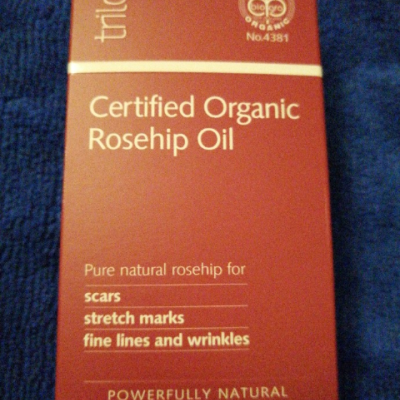 ORGANIC
No.4381
Certified Organic
Rosehip Oil
Pure natural rosehip for
scars
stretch marks
fine lines and wrinkles
POWERFULLY NATURAL